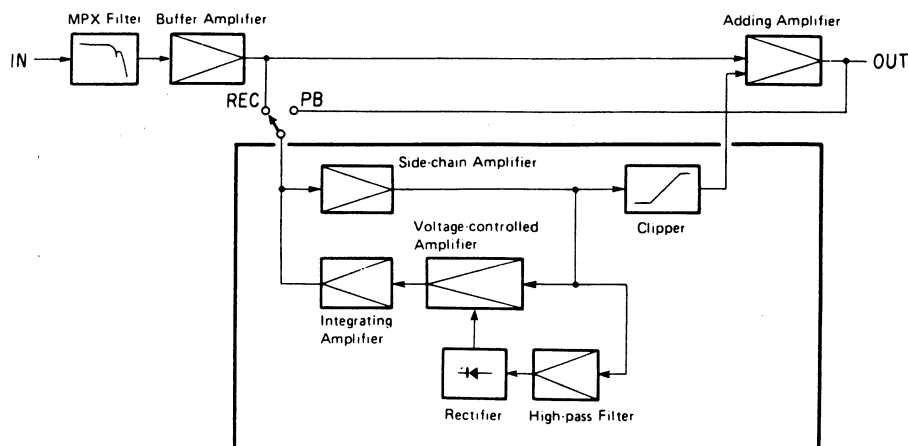 MPX Filter
Buffer Amplifier
Adding Amplifier
IN
OUT
REC
PB
Side-chain Amplifier
Clipper
Voltage-controlled
Amplifier
Integrating
Amplifier
Rectifier
High-pass Filter